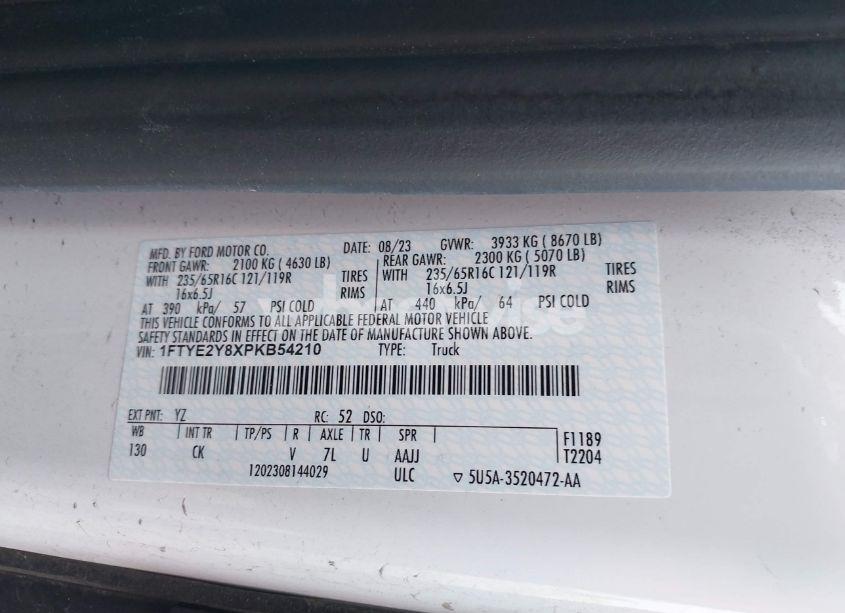 MFD. BY FORD MOTOR CO. DATE: 08/23 GVWR: 3933 KG ( 8670 LB)
FRONT GAWR: 2100 KG ( 4630 LB) REAR GAWR: 2300 KG ( 5070 LB)
WITH 235/65R16C 121/119R TIRES WITH 235/65R16C 121/119R TIRES
16x6.5J RIMS 16x6.5J RIMS
AT 390 kPa/ 57 PSI COLD AT 440 kPa/ 64 PSI COLD
THIS VEHICLE CONFORMS TO ALL APPLICABLE FEDERAL MOTOR VEHICLE
SAFETY STANDARDS IN EFFECT ON THE DATE OF MANUFACTURE SHOWN ABOVE.
VIN: 1FTYE2Y8XPKB54210 TYPE: Truck
EXT PNT: YZ RC: 52 DSO:
WB INT TR TP/PS R AXLE TR SPR F1189
130 CK V 7L U AAJJ T2204
1202308144029 ULC ▽ 5U5A-3520472-AA